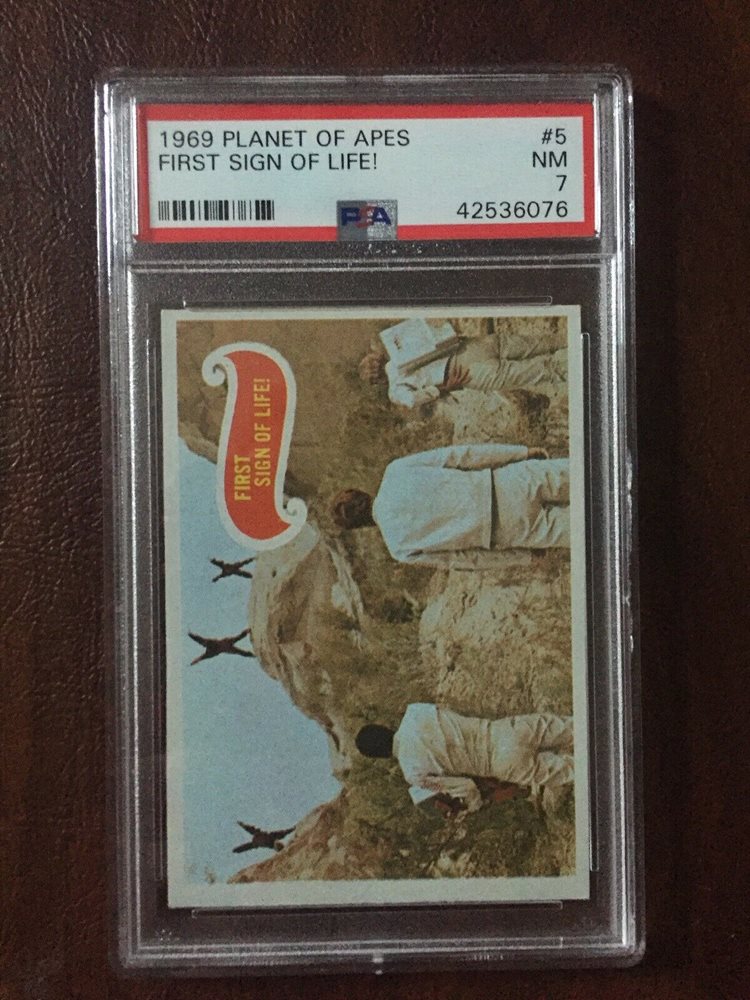 1969 PLANET OF APES #5
FIRST SIGN OF LIFE! NM
7
PSA 42536076
FIRST
SIGN OF LIFE!